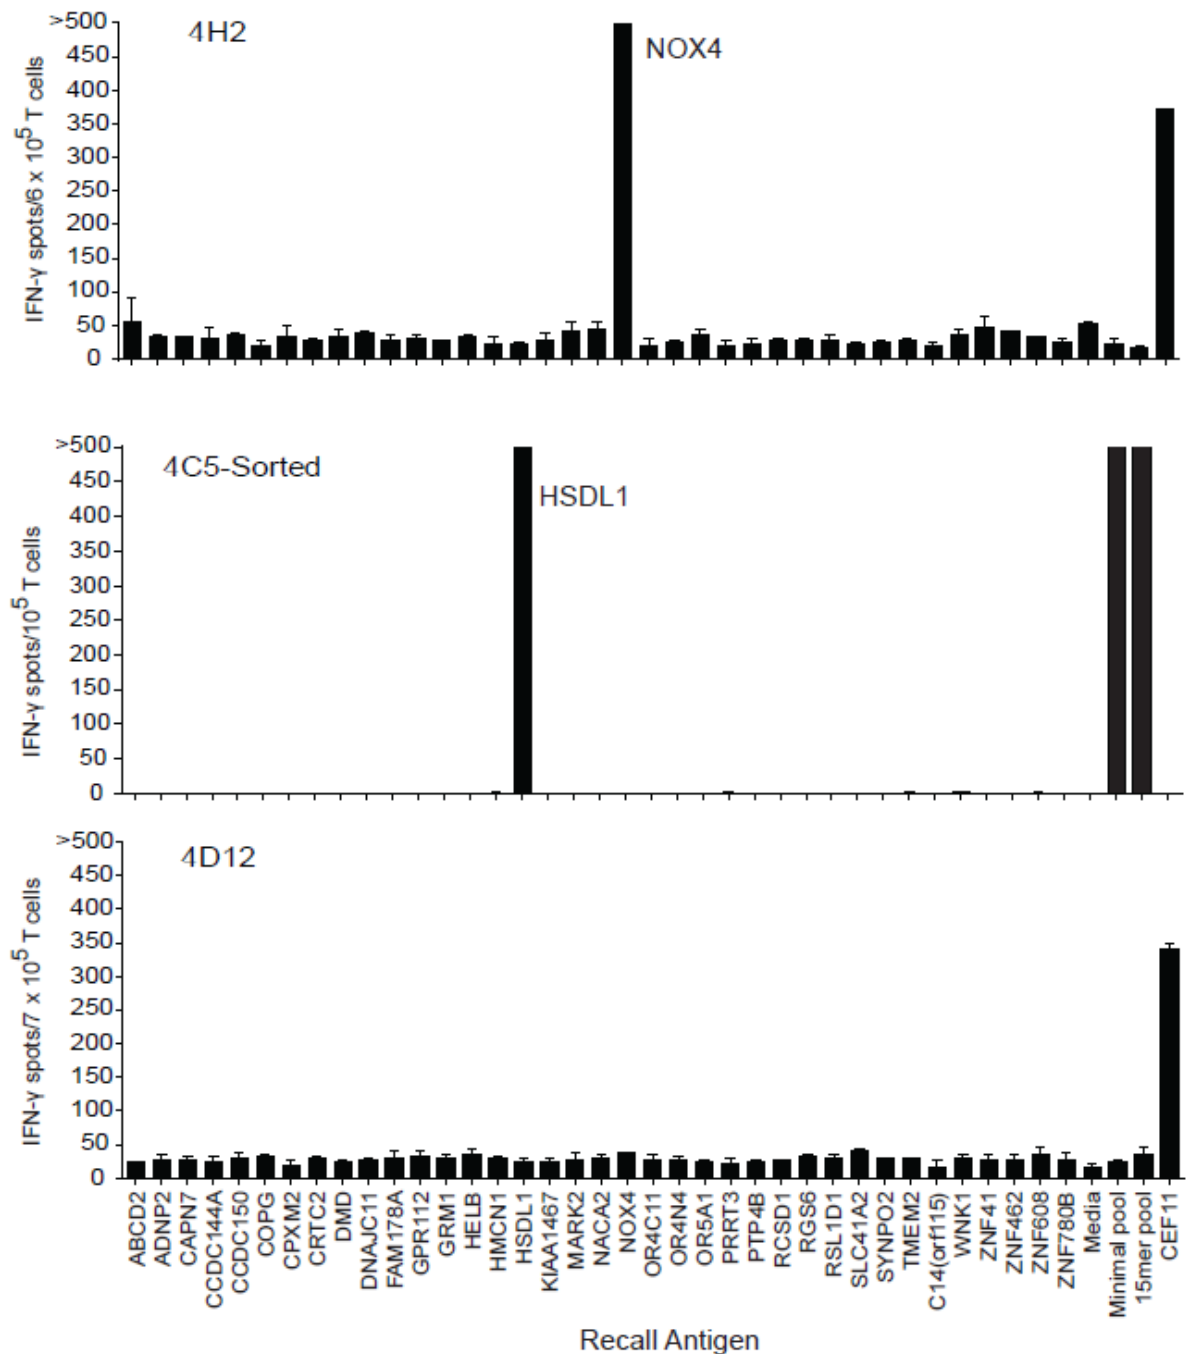 4H2
NOX4
IFN-γ spots/6 x 10⁵ T cells
>500
450
400
350
300
250
200
150
100
50
0
4C5-Sorted
HSDL1
IFN-γ spots/10⁵ T cells
>500
450
400
350
300
250
200
150
100
50
0
4D12
IFN-γ spots/7 x 10⁵ T cells
>500
450
400
350
300
250
200
150
100
50
0
ABCD2
ADNP2
CAPN7
CCDC144A
CCDC150
COPG
CPXM2
CRTC2
DMD
DNAJC11
FAM178A
GPR112
GRM1
HELB
HMCN1
HSDL1
KIAA1467
MARK2
NACA2
NOX4
OR4C11
OR4N4
OR5A1
PRRT3
PTP4B
RCSD1
RGS6
RSL1D1
SLC41A2
SYNPO2
TMEM2
C14(orf115)
WNK1
ZNF41
ZNF462
ZNF608
ZNF780B
Media
Minimal pool
15mer pool
CEF11
Recall Antigen